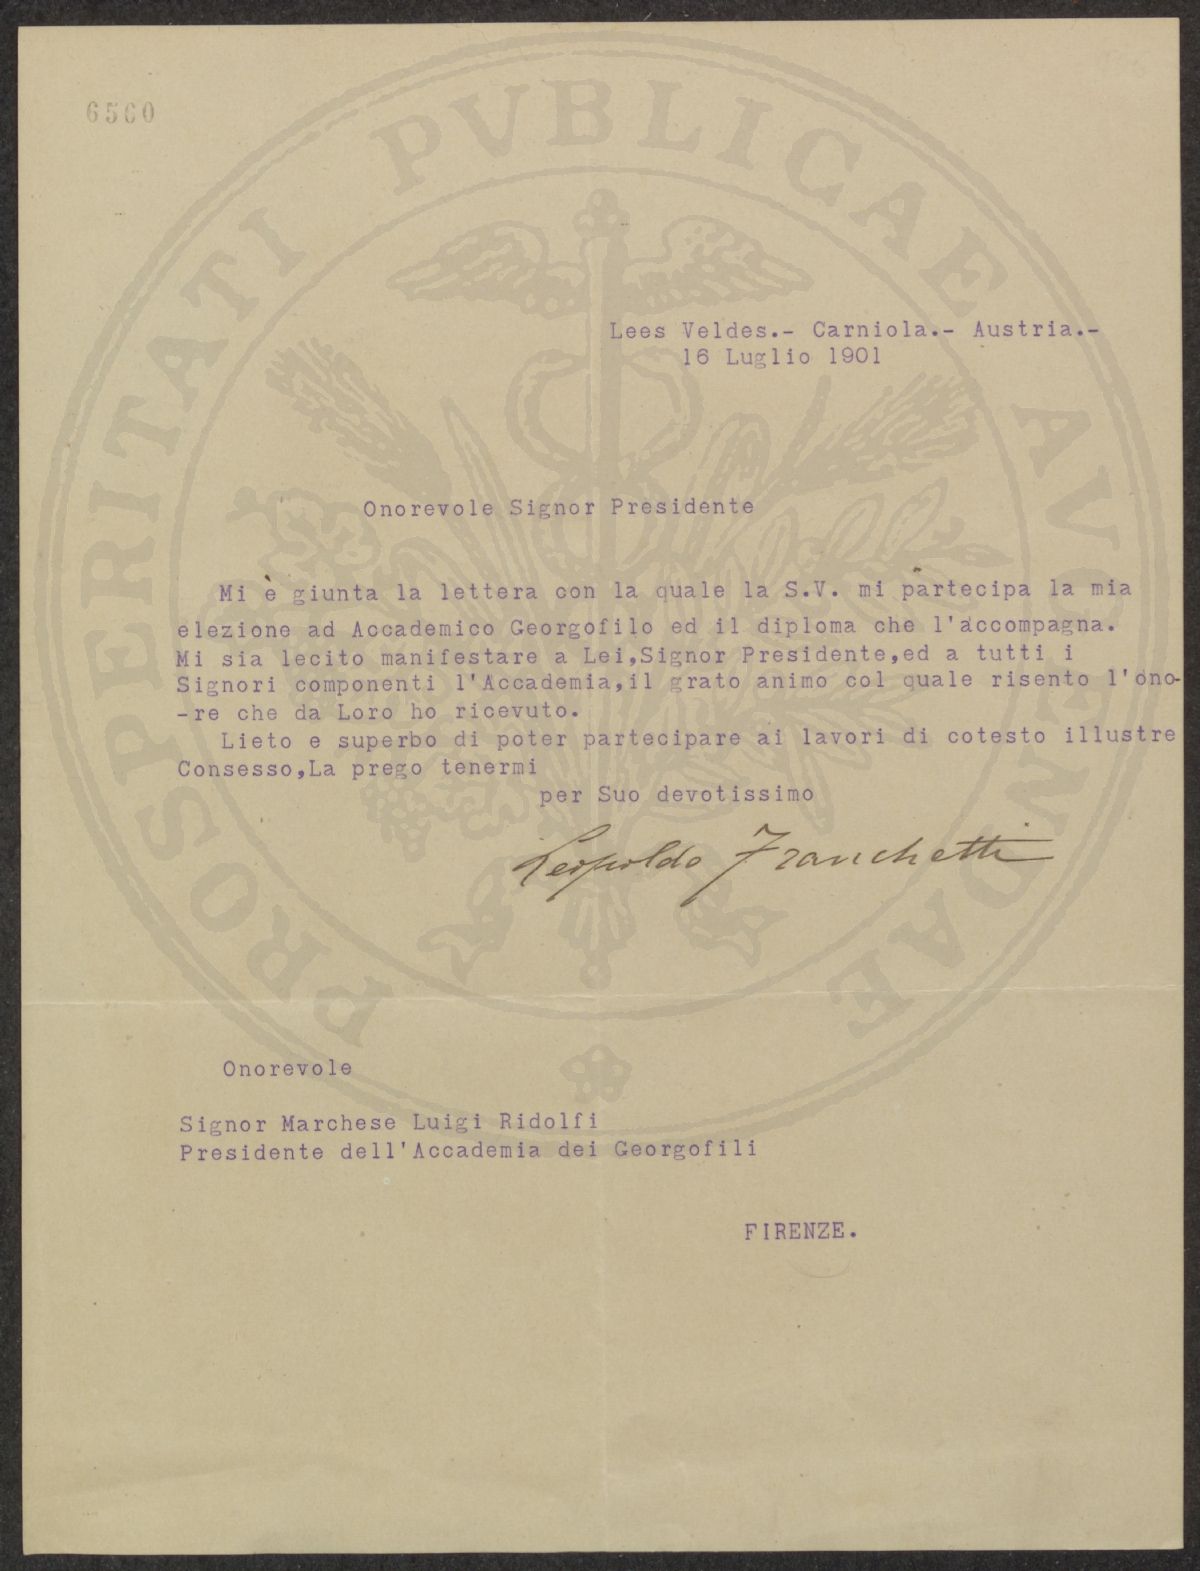 6560
PROSPERITATI PVBLICAE AVGENDAE
Lees Veldes.- Carniola.- Austria.-
16 Luglio 1901
Onorevole Signor Presidente
Mi è giunta la lettera con la quale la S.V. mi partecipa la mia
elezione ad Accademico Georgofilo ed il diploma che l'accompagna.
Mi sia lecito manifestare a Lei,Signor Presidente,ed a tutti i
Signori componenti l'Accademia,il grato animo col quale risento l'ono-
-re che da Loro ho ricevuto.
Lieto e superbo di poter partecipare ai lavori di cotesto illustre
Consesso,La prego tenermi
per Suo devotissimo
Leopoldo Franchetti
Onorevole
Signor Marchese Luigi Ridolfi
Presidente dell'Accademia dei Georgofili
FIRENZE.